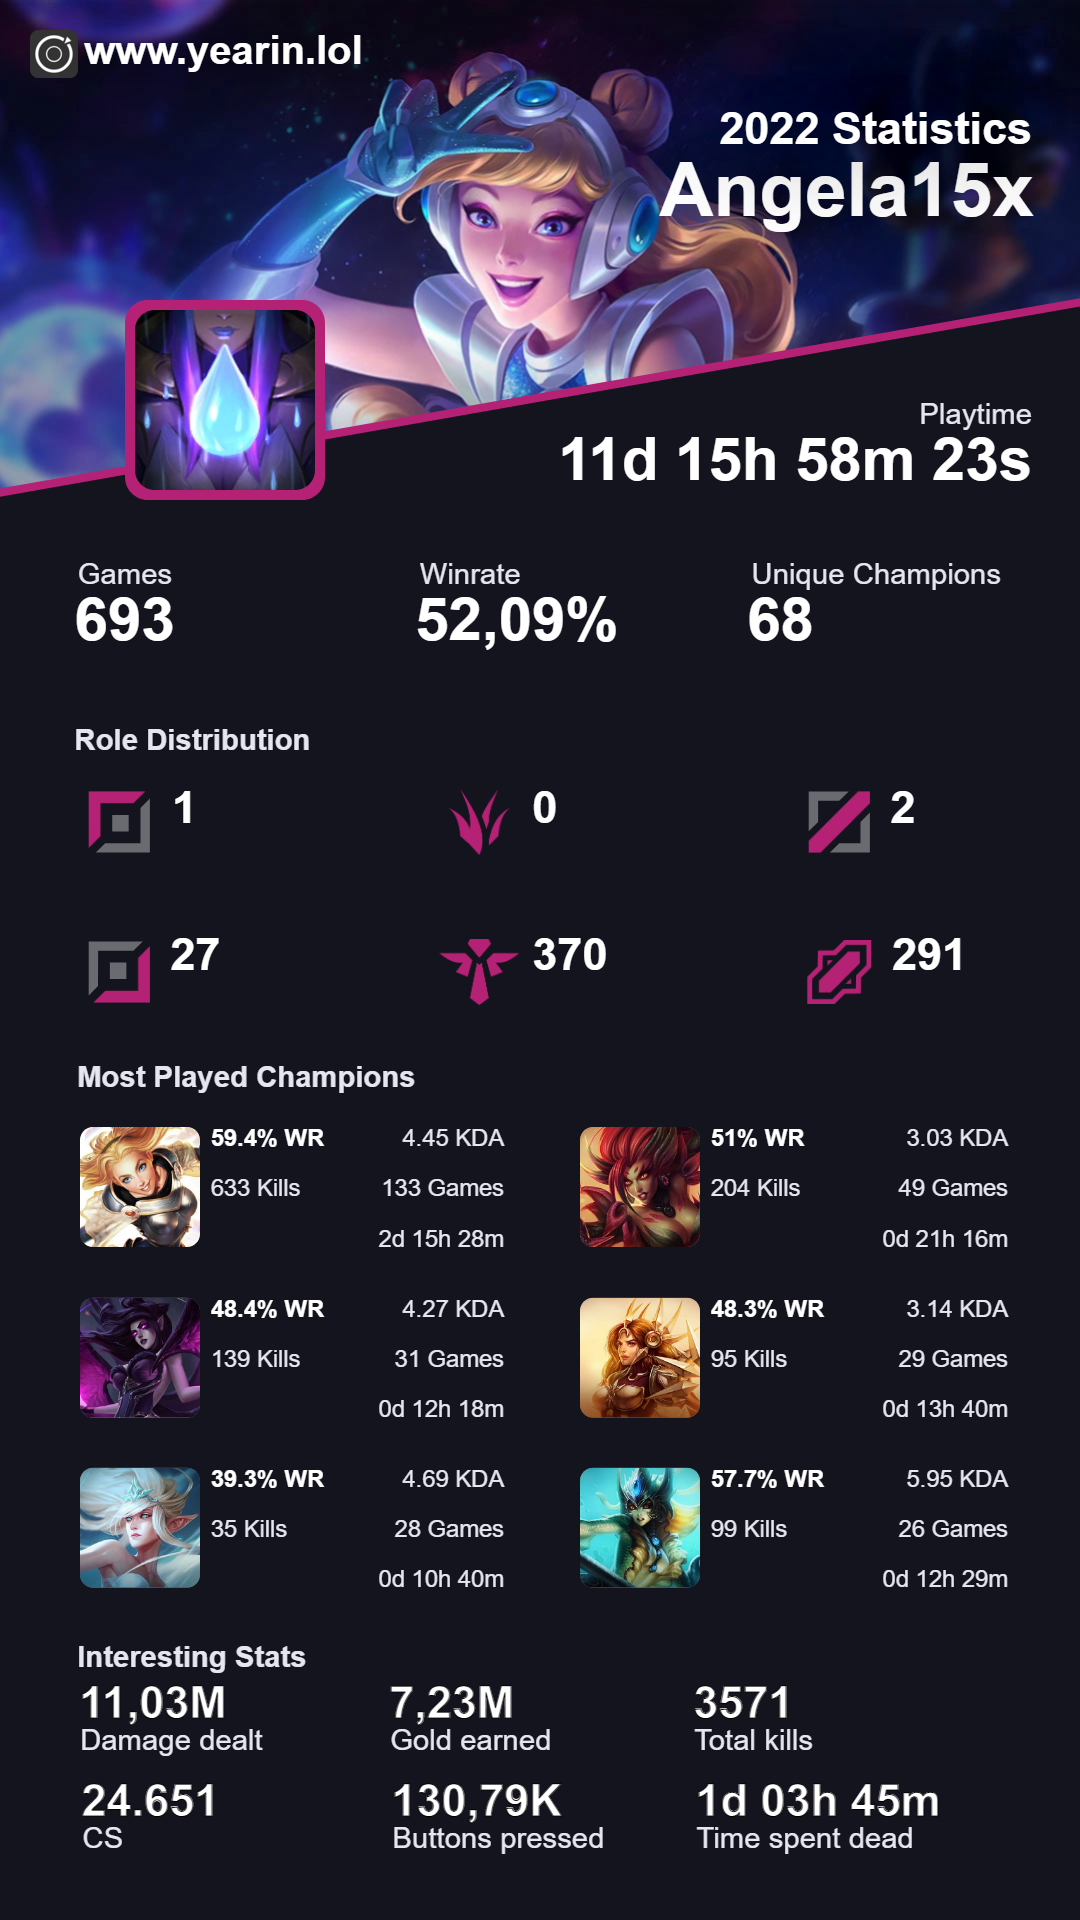 www.yearin.lol
2022 Statistics
Angela15x
Playtime
11d 15h 58m 23s
Games
693
Winrate
52,09%
Unique Champions
68
Role Distribution
1
0
2
27
370
291
Most Played Champions
59.4% WR 4.45 KDA
633 Kills 133 Games
2d 15h 28m
51% WR 3.03 KDA
204 Kills 49 Games
0d 21h 16m
48.4% WR 4.27 KDA
139 Kills 31 Games
0d 12h 18m
48.3% WR 3.14 KDA
95 Kills 29 Games
0d 13h 40m
39.3% WR 4.69 KDA
35 Kills 28 Games
0d 10h 40m
57.7% WR 5.95 KDA
99 Kills 26 Games
0d 12h 29m
Interesting Stats
11,03M
Damage dealt
7,23M
Gold earned
3571
Total kills
24.651
CS
130,79K
Buttons pressed
1d 03h 45m
Time spent dead